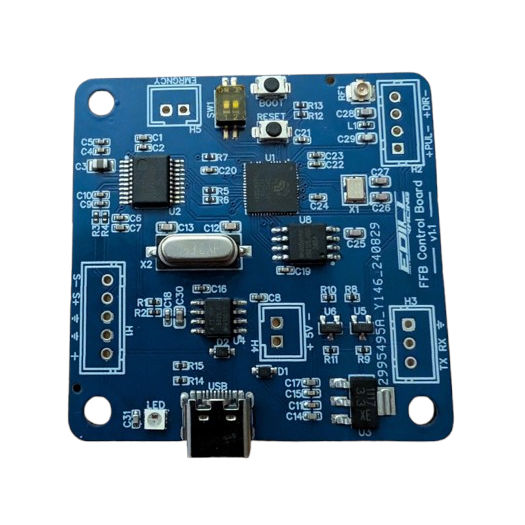 EMRGNCY
H5
SW1
BOOT
RESET
R13
R12
C21
RF1
C28
L1
C29
+PUL- +DIR-
H2
C5
C4
C1
C2
C3
R7
C20
U1
C23
C22
C27
C26
X1
C24
C10
C9
U2
R5
R6
R3
R4
C6
C7
C13
C12
U8
C25
C19
X2
FFB Control Board
v1.1
2995495A_Y146_240829
+S -S
H1
C16
R1
R2
C18
C30
U4
D2
C8
+ 5V -
H4
D1
R10
R8
U6
U5
R11
R9
H3
TX RX
R15
R14
USB
LED
C31
C17
C15
C11
C14
U3